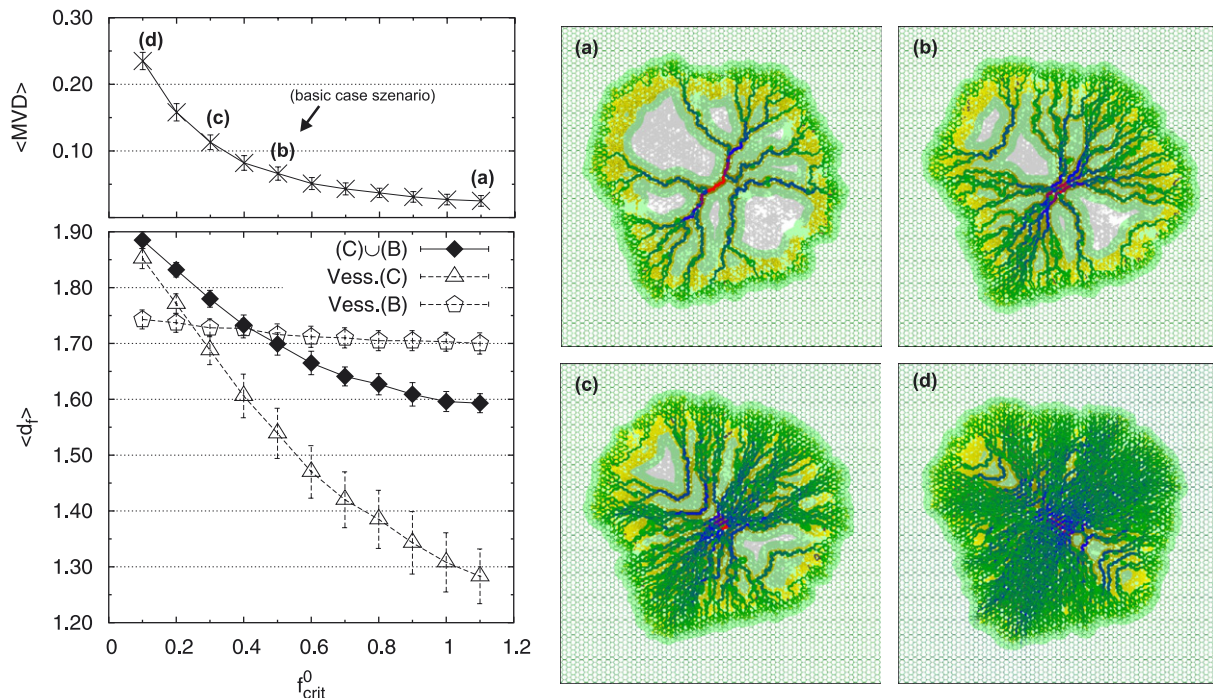 0.30
(d)
0.20
(basic case szenario)
(c)
<MVD>
0.10
(b)
(a)
1.90
(C)∪(B)
Vess.(C)
Vess.(B)
1.80
1.70
1.60
<d_f>
1.50
1.40
1.30
1.20
0 0.2 0.4 0.6 0.8 1 1.2
f^0_crit
(a)
(b)
(c)
(d)